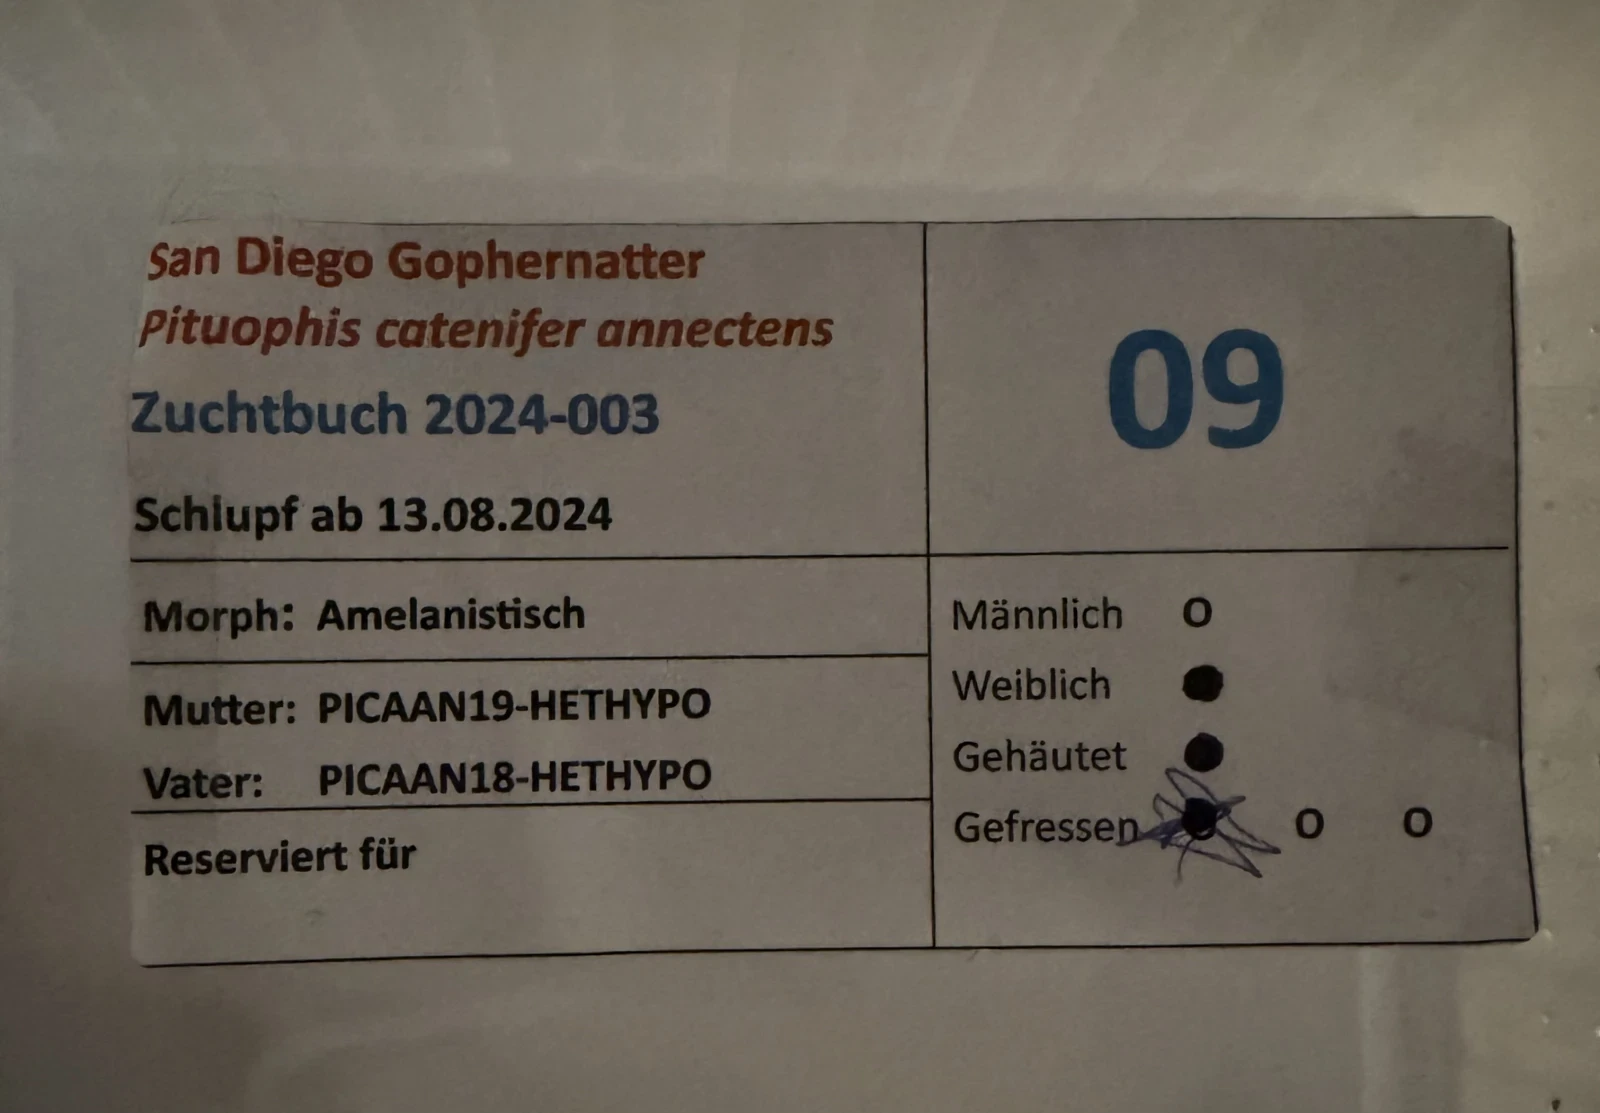 San Diego Gophernatter
Pituophis catenifer annectens
Zuchtbuch 2024-003
Schlupf ab 13.08.2024
09
Morph: Amelanistisch
Mutter: PICAAN19-HETHYPO
Vater: PICAAN18-HETHYPO
Reserviert für
Männlich O
Weiblich ●
Gehäutet ●
Gefressen ● O O